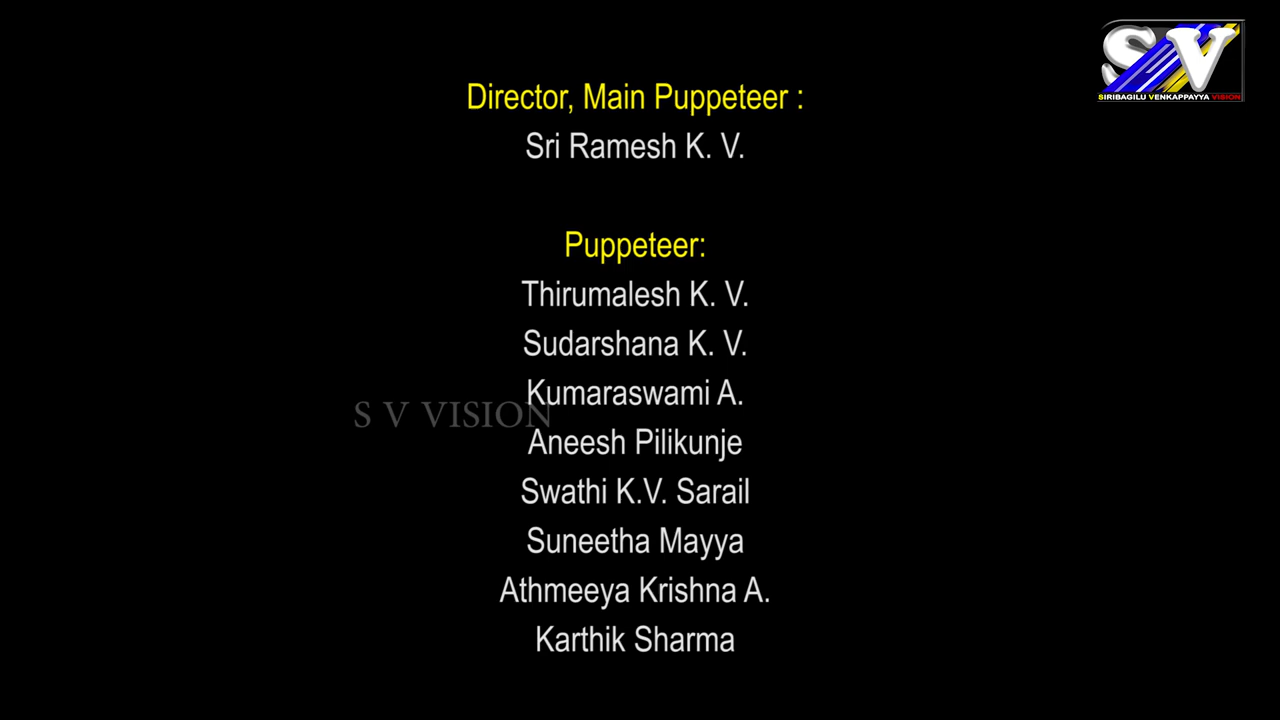 SV
SIRIBAGILU VENKAPPAYYA VISION
Director, Main Puppeteer :
Sri Ramesh K. V.
Puppeteer:
Thirumalesh K. V.
Sudarshana K. V.
Kumaraswami A.
S V VISION
Aneesh Pilikunje
Swathi K.V. Sarail
Suneetha Mayya
Athmeeya Krishna A.
Karthik Sharma